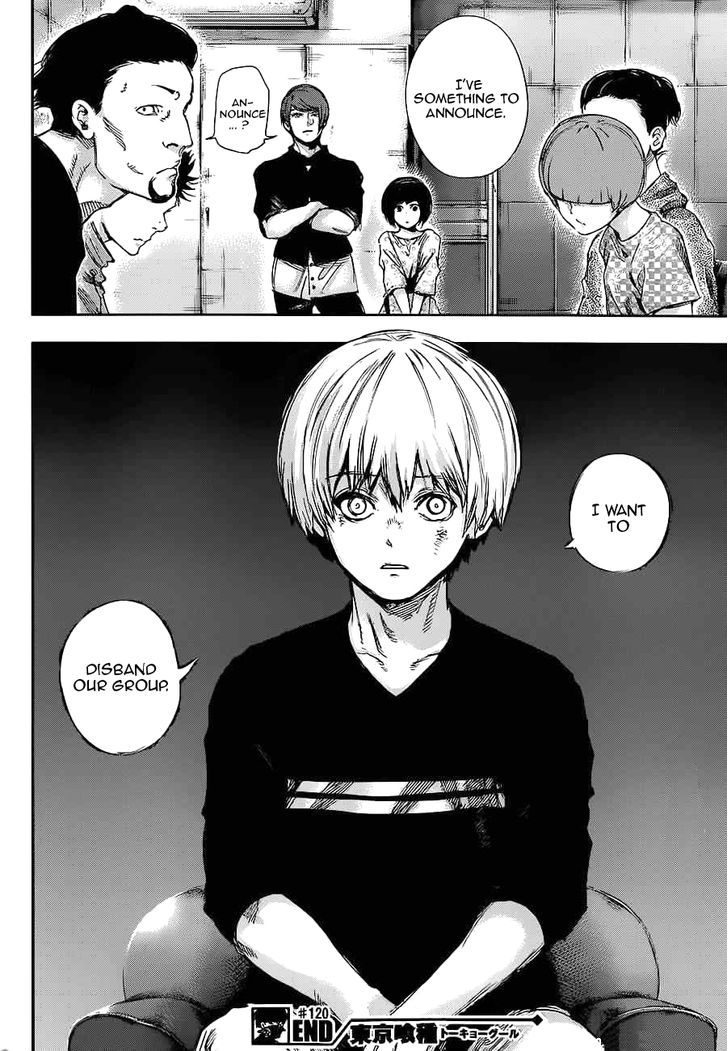 I'VE
SOMETHING TO
ANNOUNCE.
AN-
NOUNCE
... ?
I WANT
TO
DISBAND
OUR GROUP.
#120
END
東京喰種トーキョーグール